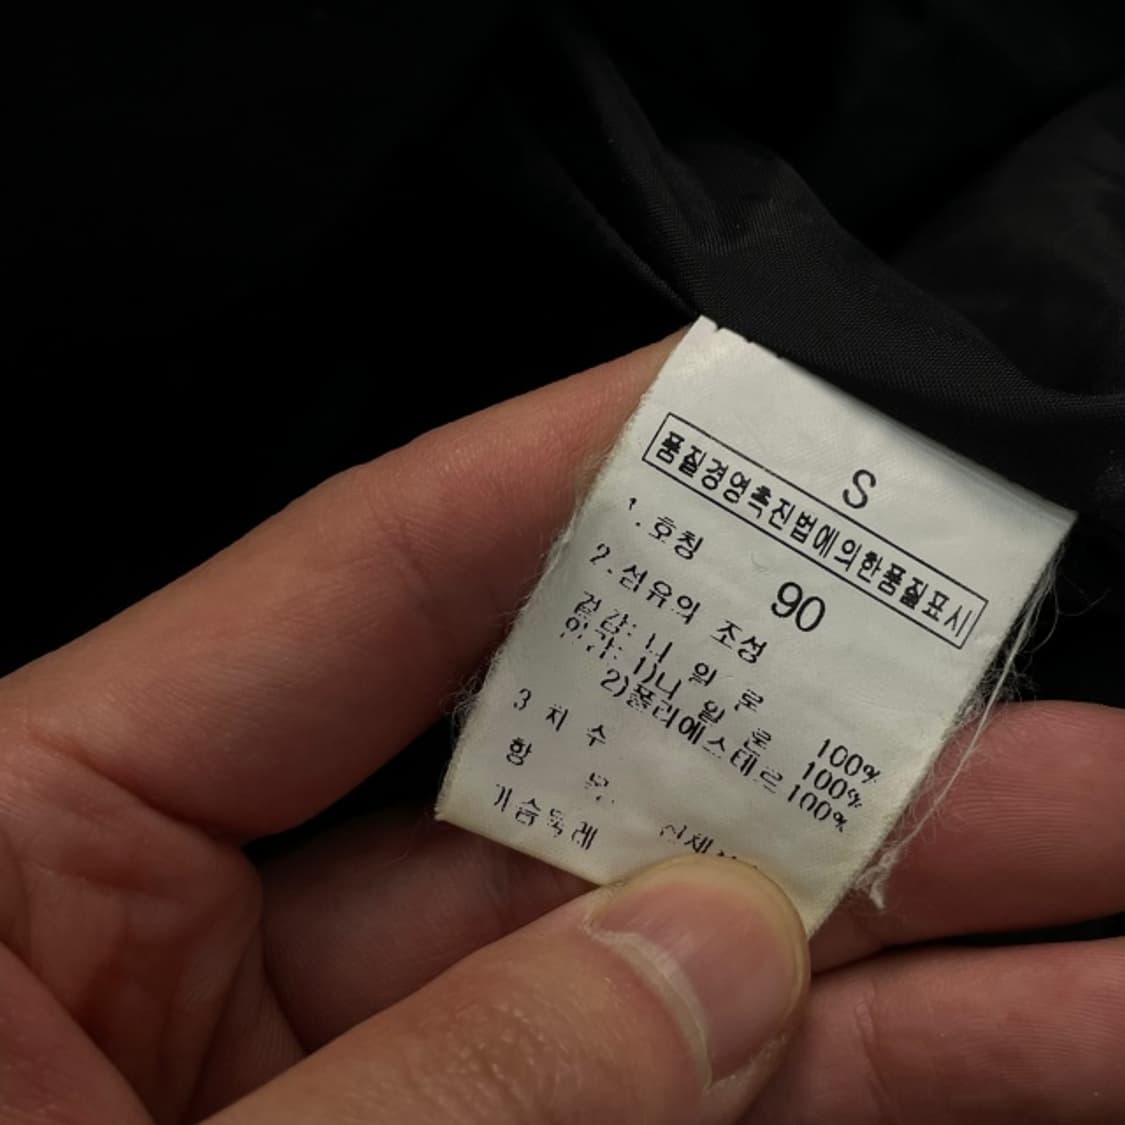 S
품질경영촉진법에의한품질표시
1. 호칭 90
2. 섬유의 조성
겉감: 나 일 론 100%
안감: 1)나 일 론 100%
2)폴리에스테르 100%
3 치 수
항 목 신체
가슴둘레